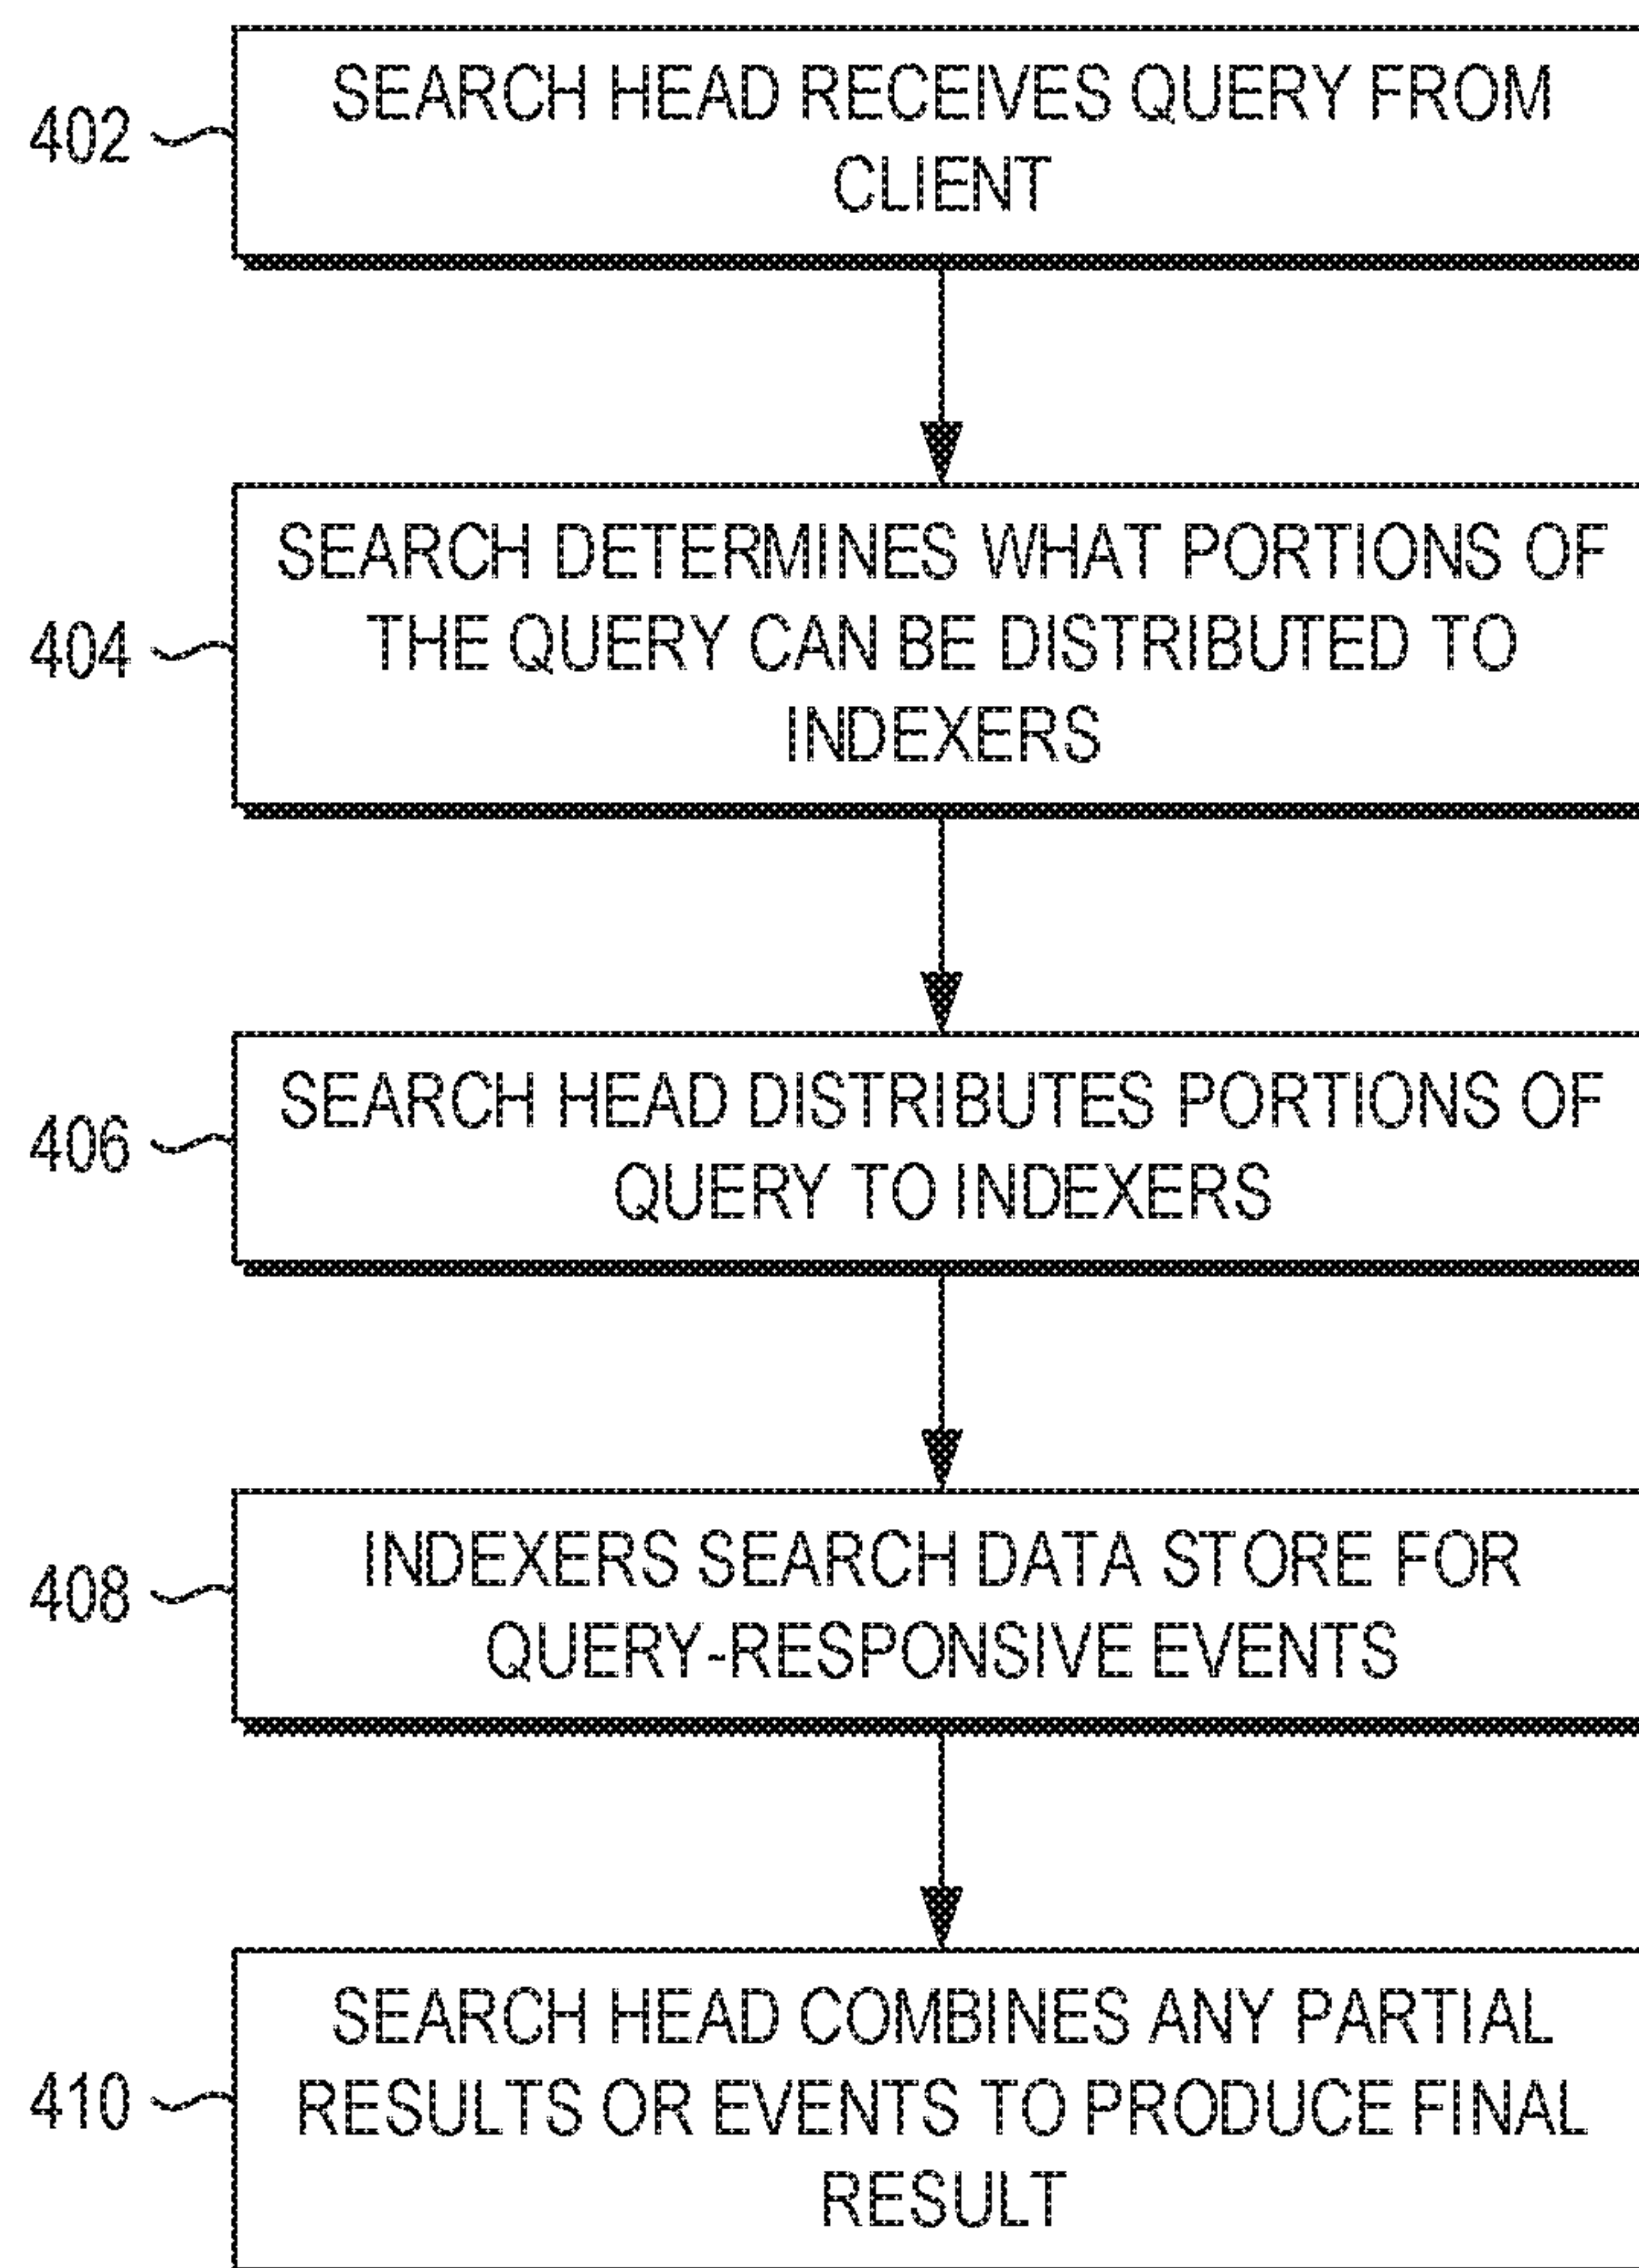 402
SEARCH HEAD RECEIVES QUERY FROM
CLIENT
404
SEARCH DETERMINES WHAT PORTIONS OF
THE QUERY CAN BE DISTRIBUTED TO
INDEXERS
406
SEARCH HEAD DISTRIBUTES PORTIONS OF
QUERY TO INDEXERS
408
INDEXERS SEARCH DATA STORE FOR
QUERY-RESPONSIVE EVENTS
410
SEARCH HEAD COMBINES ANY PARTIAL
RESULTS OR EVENTS TO PRODUCE FINAL
RESULT